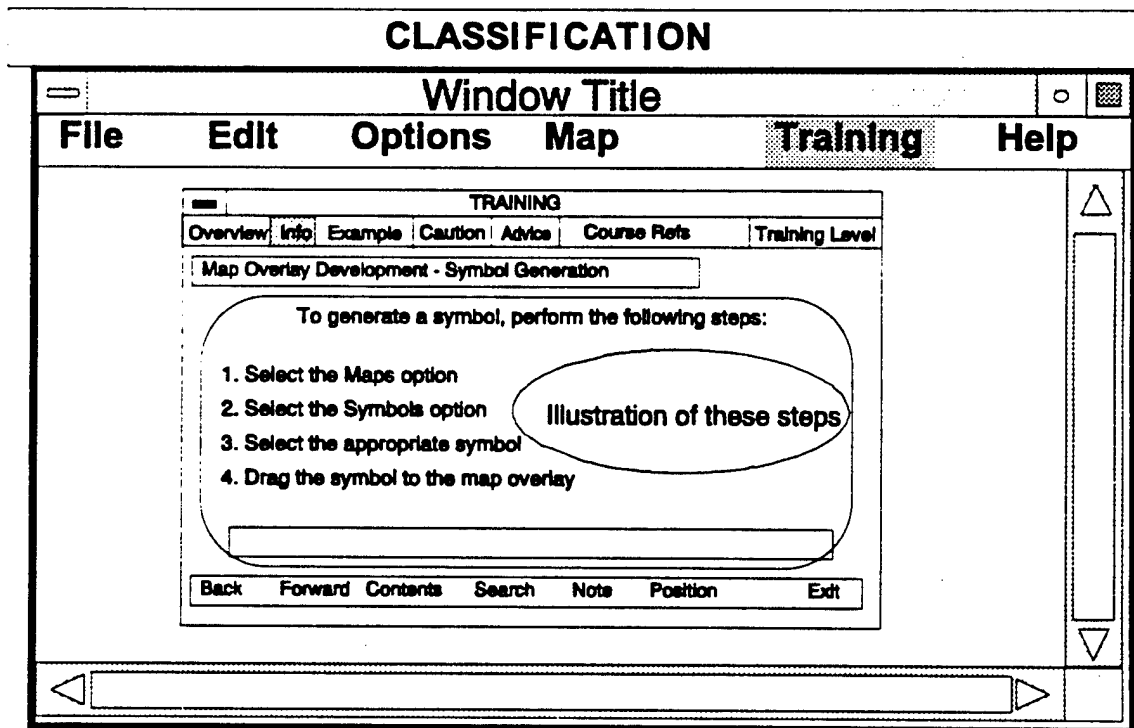 CLASSIFICATION
Window Title
File Edit Options Map Training Help
TRAINING
Overview Info Example Caution Advice Course Refs Training Level
Map Overlay Development - Symbol Generation
To generate a symbol, perform the following steps:
1. Select the Maps option
2. Select the Symbols option
Illustration of these steps
3. Select the appropriate symbol
4. Drag the symbol to the map overlay
Back Forward Contents Search Note Position Exit